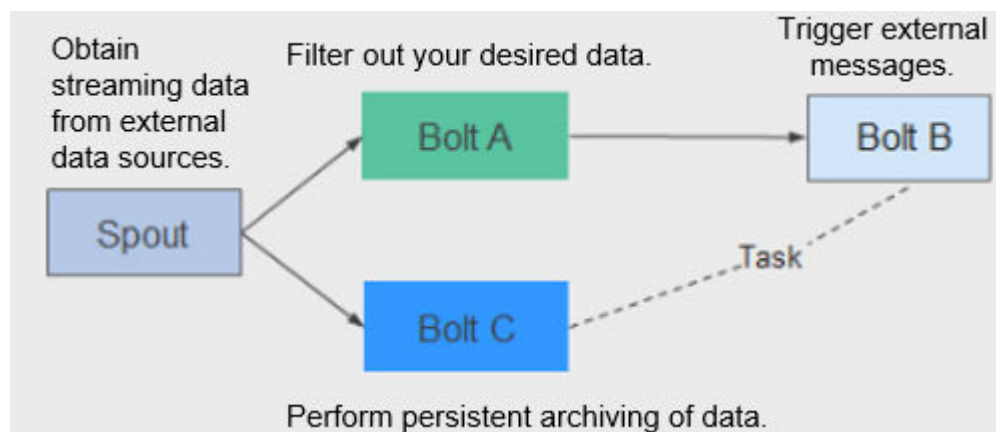 Obtain
streaming data
from external
data sources.
Spout
Filter out your desired data.
Bolt A
Trigger external
messages.
Bolt B
Task
Bolt C
Perform persistent archiving of data.